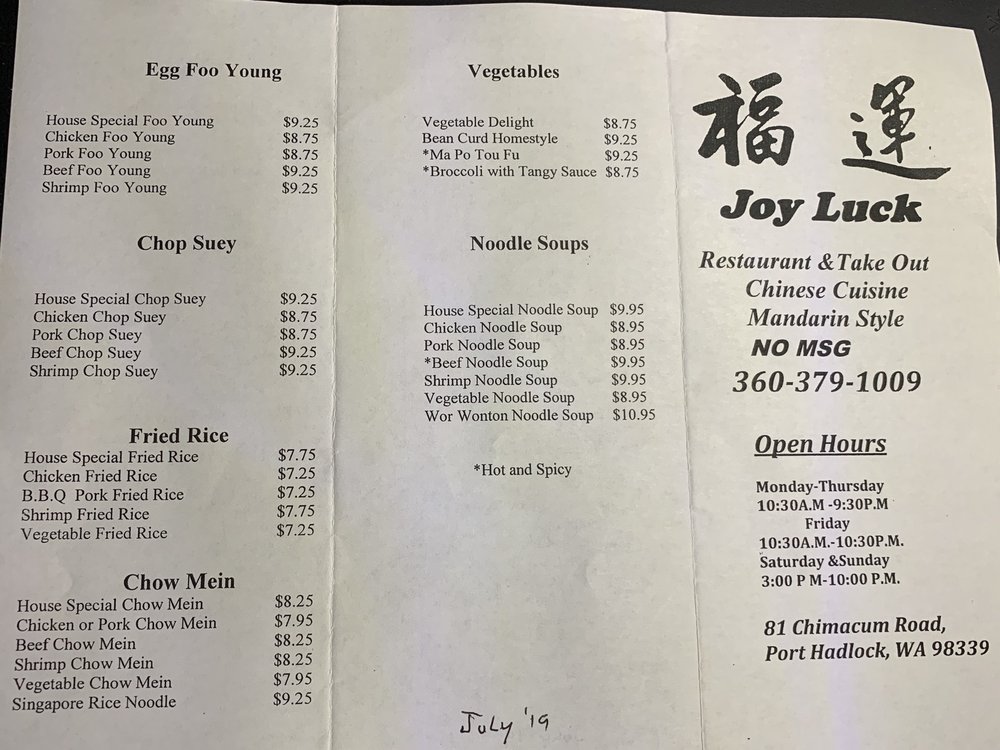 Egg Foo Young
House Special Foo Young $9.25
Chicken Foo Young $8.75
Pork Foo Young $8.75
Beef Foo Young $9.25
Shrimp Foo Young $9.25
Chop Suey
House Special Chop Suey $9.25
Chicken Chop Suey $8.75
Pork Chop Suey $8.75
Beef Chop Suey $9.25
Shrimp Chop Suey $9.25
Fried Rice
House Special Fried Rice $7.75
Chicken Fried Rice $7.25
B.B.Q Pork Fried Rice $7.25
Shrimp Fried Rice $7.75
Vegetable Fried Rice $7.25
Chow Mein
House Special Chow Mein $8.25
Chicken or Pork Chow Mein $7.95
Beef Chow Mein $8.25
Shrimp Chow Mein $8.25
Vegetable Chow Mein $7.95
Singapore Rice Noodle $9.25
Vegetables
Vegetable Delight $8.75
Bean Curd Homestyle $9.25
*Ma Po Tou Fu $9.25
*Broccoli with Tangy Sauce $8.75
Noodle Soups
House Special Noodle Soup $9.95
Chicken Noodle Soup $8.95
Pork Noodle Soup $8.95
*Beef Noodle Soup $9.95
Shrimp Noodle Soup $9.95
Vegetable Noodle Soup $8.95
Wor Wonton Noodle Soup $10.95
*Hot and Spicy
July '19
福 運
Joy Luck
Restaurant & Take Out
Chinese Cuisine
Mandarin Style
NO MSG
360-379-1009
Open Hours
Monday-Thursday
10:30A.M -9:30P.M
Friday
10:30A.M.-10:30P.M.
Saturday &Sunday
3:00 P M-10:00 P.M.
81 Chimacum Road,
Port Hadlock, WA 98339